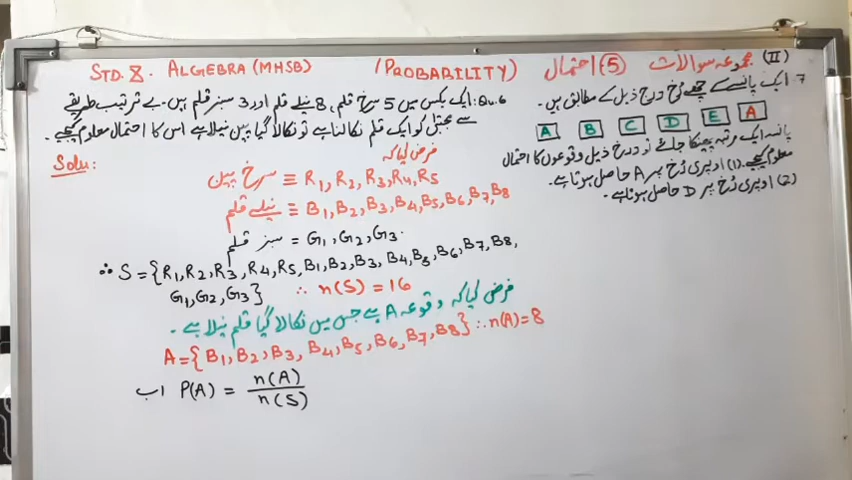 STD. X. ALGEBRA (MHSB) (PROBABILITY) احتمال (5) مجموعہ سوالات (II)
Qu.6: ایک بکس میں 5 سرخ قلم، 8 نیلے قلم اور 3 سبز قلم ہیں۔ بے ترتیب طریقے
سے کو ایک قلم نکالنا ہے تو نکالا گیا پین نیلا ہے اس کا احتمال معلوم کیجیے۔
Solu:
فرض کیا کہ
سرخ پین ≡ R1, R2, R3, R4, R5
نیلے قلم ≡ B1, B2, B3, B4, B5, B6, B7, B8
سبز قلم = G1, G2, G3.
∴ S = {R1, R2, R3, R4, R5, B1, B2, B3, B4, B5, B6, B7, B8,
G1, G2, G3} ∴ n(S) = 16
فرض کیا کہ وقوعہ A ہے جس میں نکالا گیا قلم نیلا ہے۔
A = {B1, B2, B3, B4, B5, B6, B7, B8} ∴ n(A) = 8
اب P(A) = n(A)
n(S)
7. ایک پانسے کے چھ رخ درج ذیل کے مطابق ہیں۔
A B C D E A
پانسہ ایک مرتبہ پھینکا جائے تو درج ذیل وقوعوں کا احتمال
معلوم کیجیے۔ (1) اوپری رُخ پر A حاصل ہوتا ہے۔
(2) اوپری رُخ پر D حاصل ہوتا ہے۔